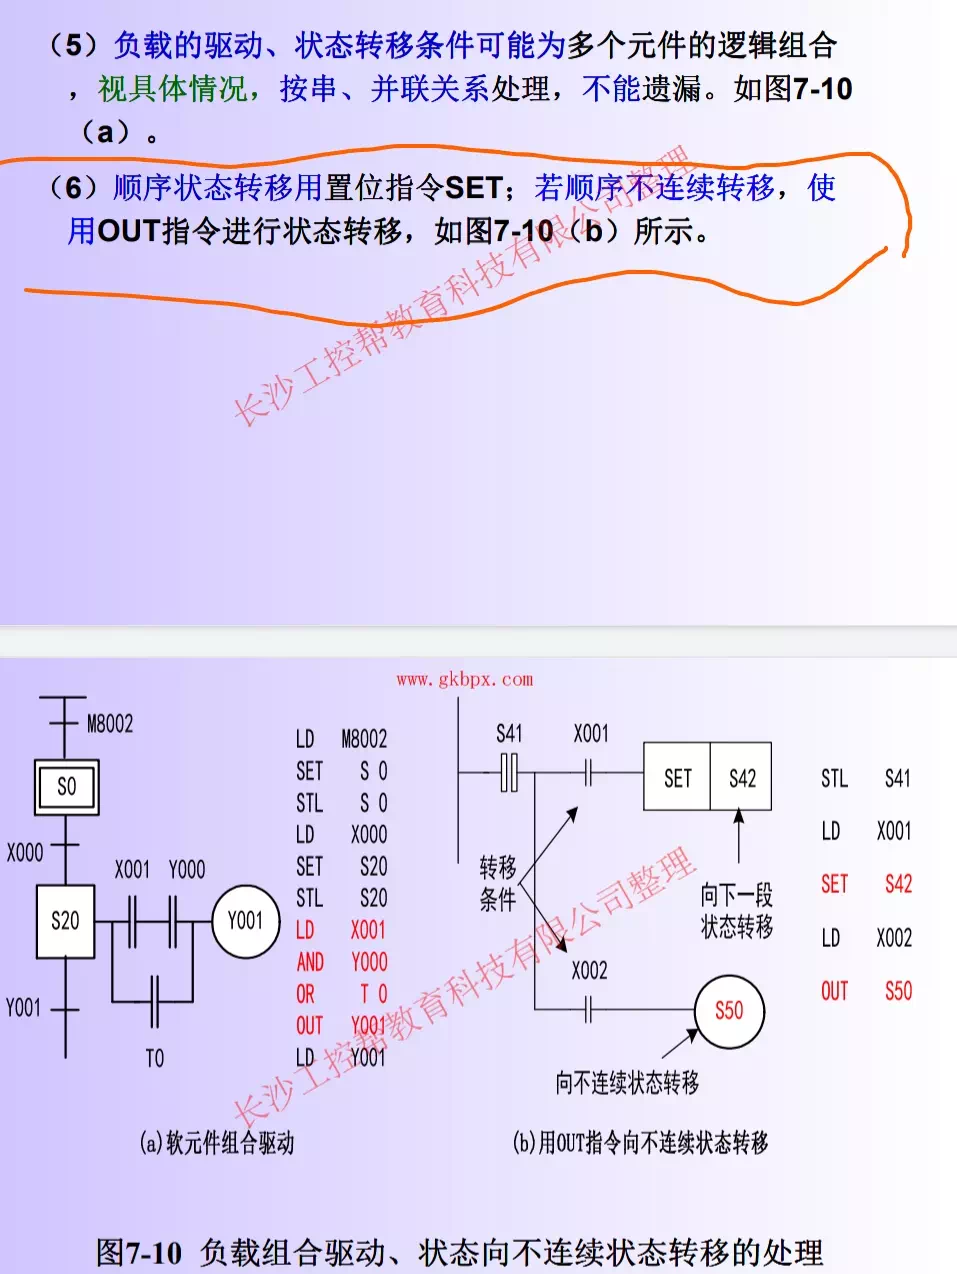 （5）负载的驱动、状态转移条件可能为多个元件的逻辑组合
，视具体情况，按串、并联关系处理，不能遗漏。如图7-10
（a）。
（6）顺序状态转移用置位指令SET；若顺序不连续转移，使
用OUT指令进行状态转移，如图7-10（b）所示。
长沙工控帮教育科技有限公司整理
www.gkbpx.com
M8002
S0
X000
X001 Y000
S20
Y001
Y001
T0
LD M8002
SET S 0
STL S 0
LD X000
SET S20
STL S20
LD X001
AND Y000
OR T 0
OUT Y001
LD Y001
(a)软元件组合驱动
S41
X001
SET S42
转移
条件
向下一段
状态转移
X002
S50
向不连续状态转移
STL S41
LD X001
SET S42
LD X002
OUT S50
(b)用OUT指令向不连续状态转移
长沙工控帮教育科技有限公司整理
图7-10 负载组合驱动、状态向不连续状态转移的处理